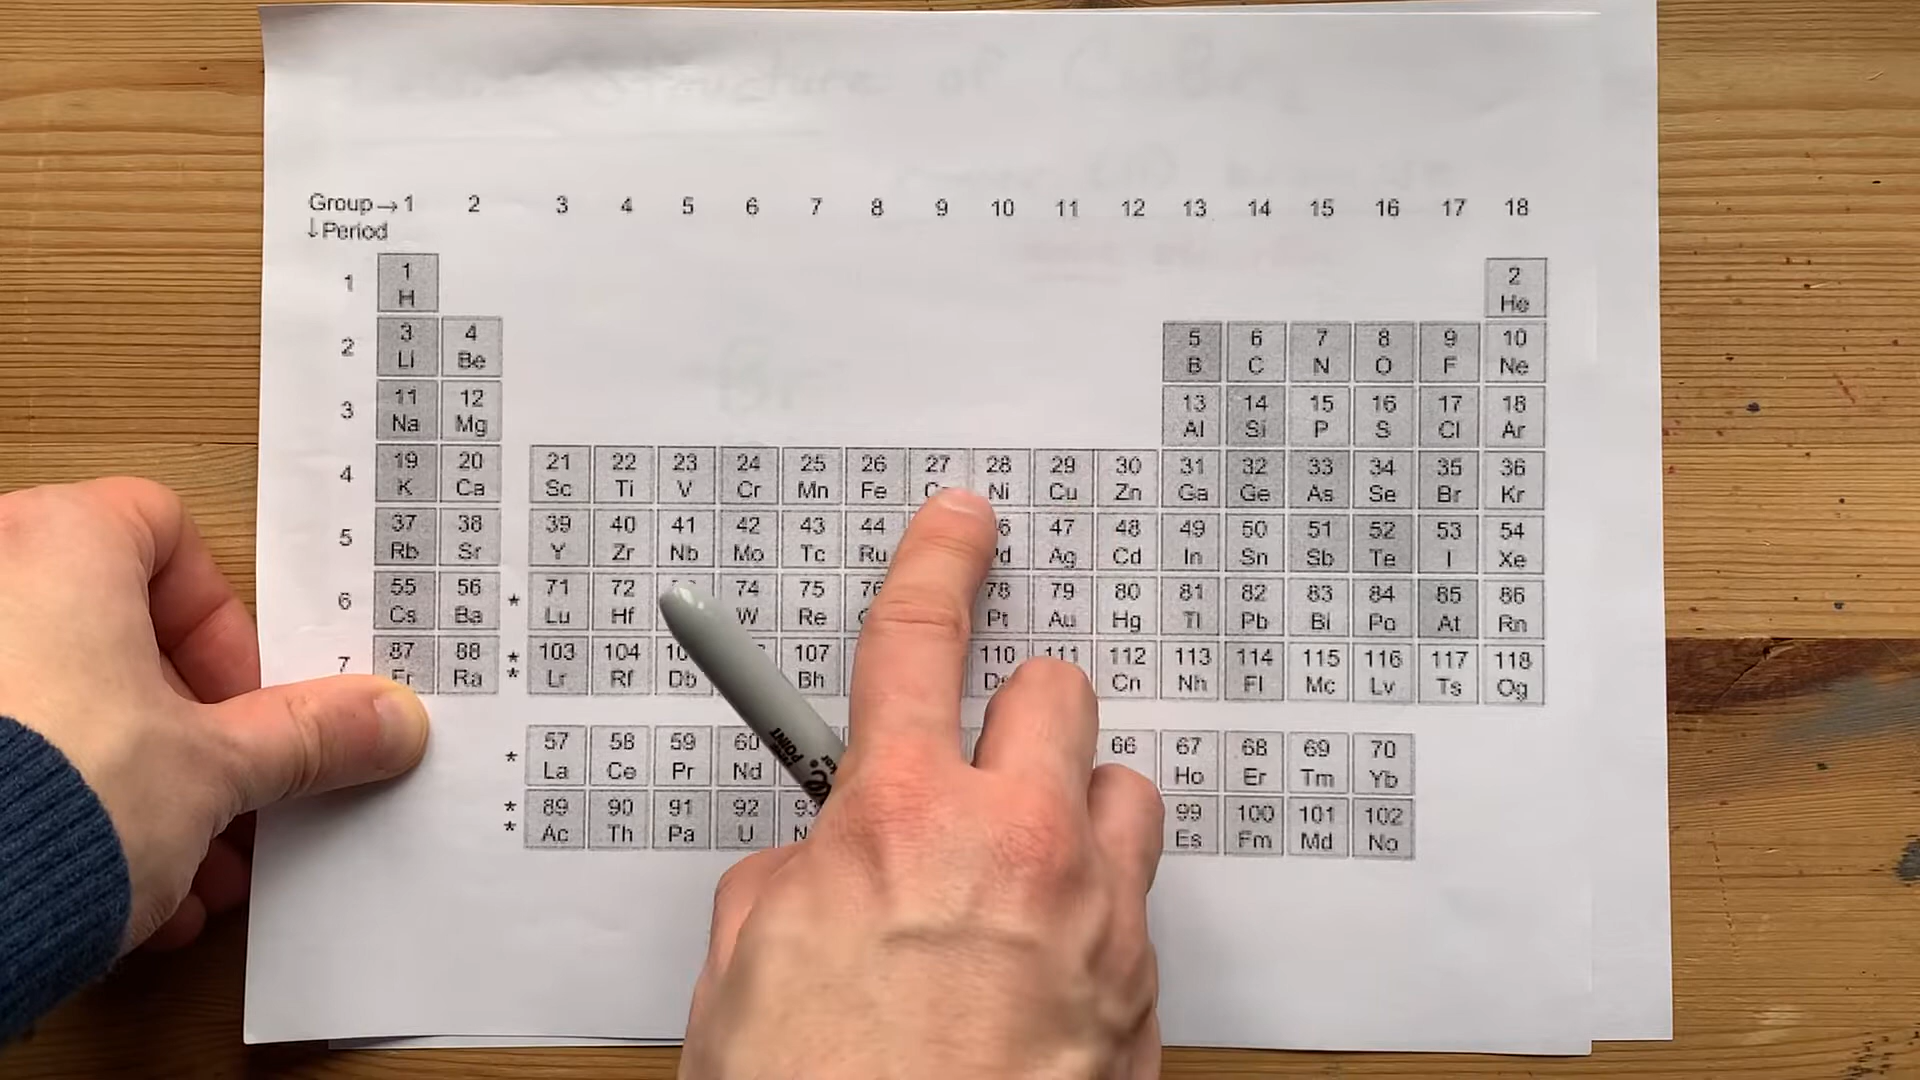 Group→ 1 2 3 4 5 6 7 8 9 10 11 12 13 14 15 16 17 18
↓Period
1 1 2
H He
2 3 4 5 6 7 8 9 10
Li Be B C N O F Ne
3 11 12 13 14 15 16 17 18
Na Mg Al Si P S Cl Ar
4 19 20 21 22 23 24 25 26 27 28 29 30 31 32 33 34 35 36
K Ca Sc Ti V Cr Mn Fe Ni Cu Zn Ga Ge As Se Br Kr
5 37 38 39 40 41 42 43 44 47 48 49 50 51 52 53 54
Rb Sr Y Zr Nb Mo Tc Ru Ag Cd In Sn Sb Te I Xe
6 55 56 * 71 72 74 75 76 78 79 80 81 82 83 84 85 86
Cs Ba Lu Hf W Re Pt Au Hg Tl Pb Bi Po At Rn
7 87 88 * 103 104 107 110 111 112 113 114 115 116 117 118
Fr Ra * Lr Rf Db Bh Cn Nh Fl Mc Lv Ts Og
* 57 58 59 60 66 67 68 69 70
La Ce Pr Nd Ho Er Tm Yb
* 89 90 91 92 93 99 100 101 102
* Ac Th Pa U Es Fm Md No
POINT